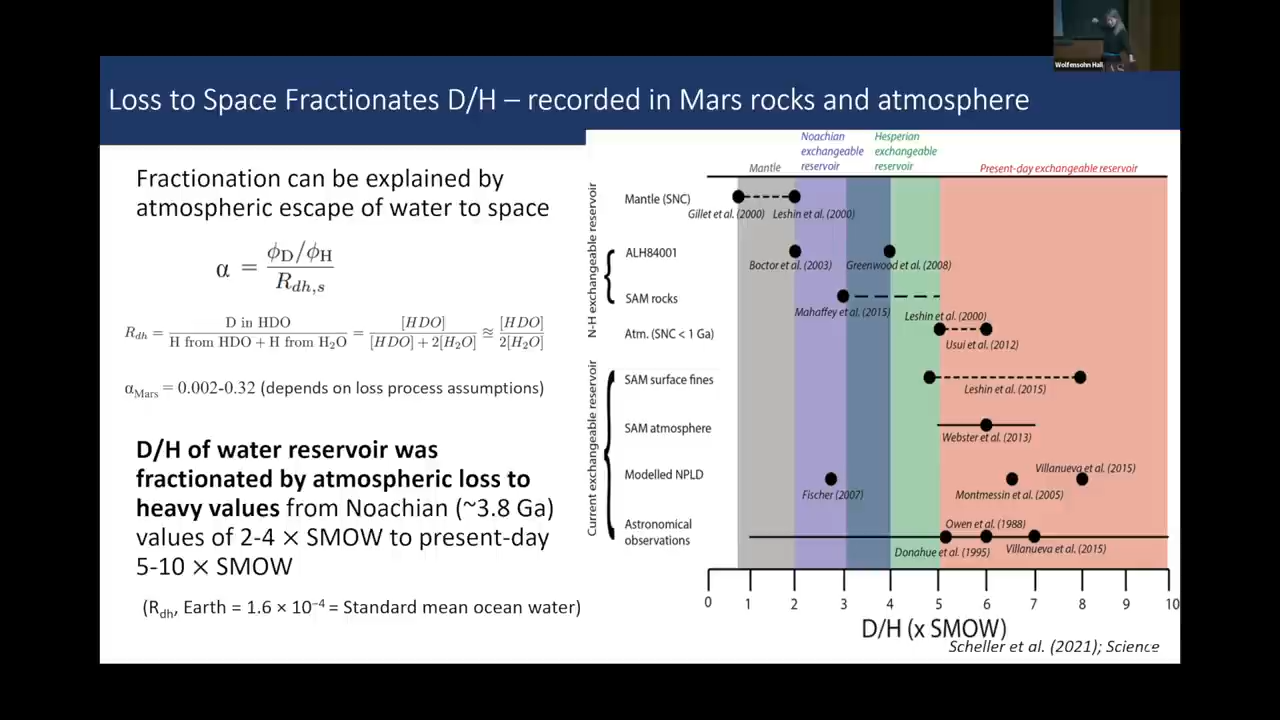 Wolfensohn Hall
Loss to Space Fractionates D/H – recorded in Mars rocks and atmosphere
Fractionation can be explained by
atmospheric escape of water to space
α = (ϕ_D/ϕ_H)/R_dh,s
R_dh = (D in HDO)/(H from HDO + H from H₂O) = [HDO]/([HDO] + 2[H₂O]) ≊ [HDO]/(2[H₂O])
α_Mars = 0.002-0.32 (depends on loss process assumptions)
D/H of water reservoir was
fractionated by atmospheric loss to
heavy values from Noachian (~3.8 Ga)
values of 2-4 × SMOW to present-day
5-10 × SMOW
(R_dh, Earth = 1.6 × 10⁻⁴ = Standard mean ocean water)
Mantle
Noachian
exchangeable
reservoir
Hesperian
exchangeable
reservoir
Present-day exchangeable reservoir
N-H exchangeable reservoir
Current exchangeable reservoir
Mantle (SNC)
Gillet et al. (2000) Leshin et al. (2000)
ALH84001
Boctor et al. (2003) Greenwood et al. (2008)
SAM rocks
Mahaffey et al. (2015)
Leshin et al. (2000)
Atm. (SNC < 1 Ga)
Usui et al. (2012)
SAM surface fines
Leshin et al. (2015)
SAM atmosphere
Webster et al. (2013)
Modelled NPLD
Villanueva et al. (2015)
Fischer (2007) Montmessin et al. (2005)
Astronomical
observations
Owen et al. (1988)
Donahue et al. (1995) Villanueva et al. (2015)
0 1 2 3 4 5 6 7 8 9 10
D/H (x SMOW)
Scheller et al. (2021); Science